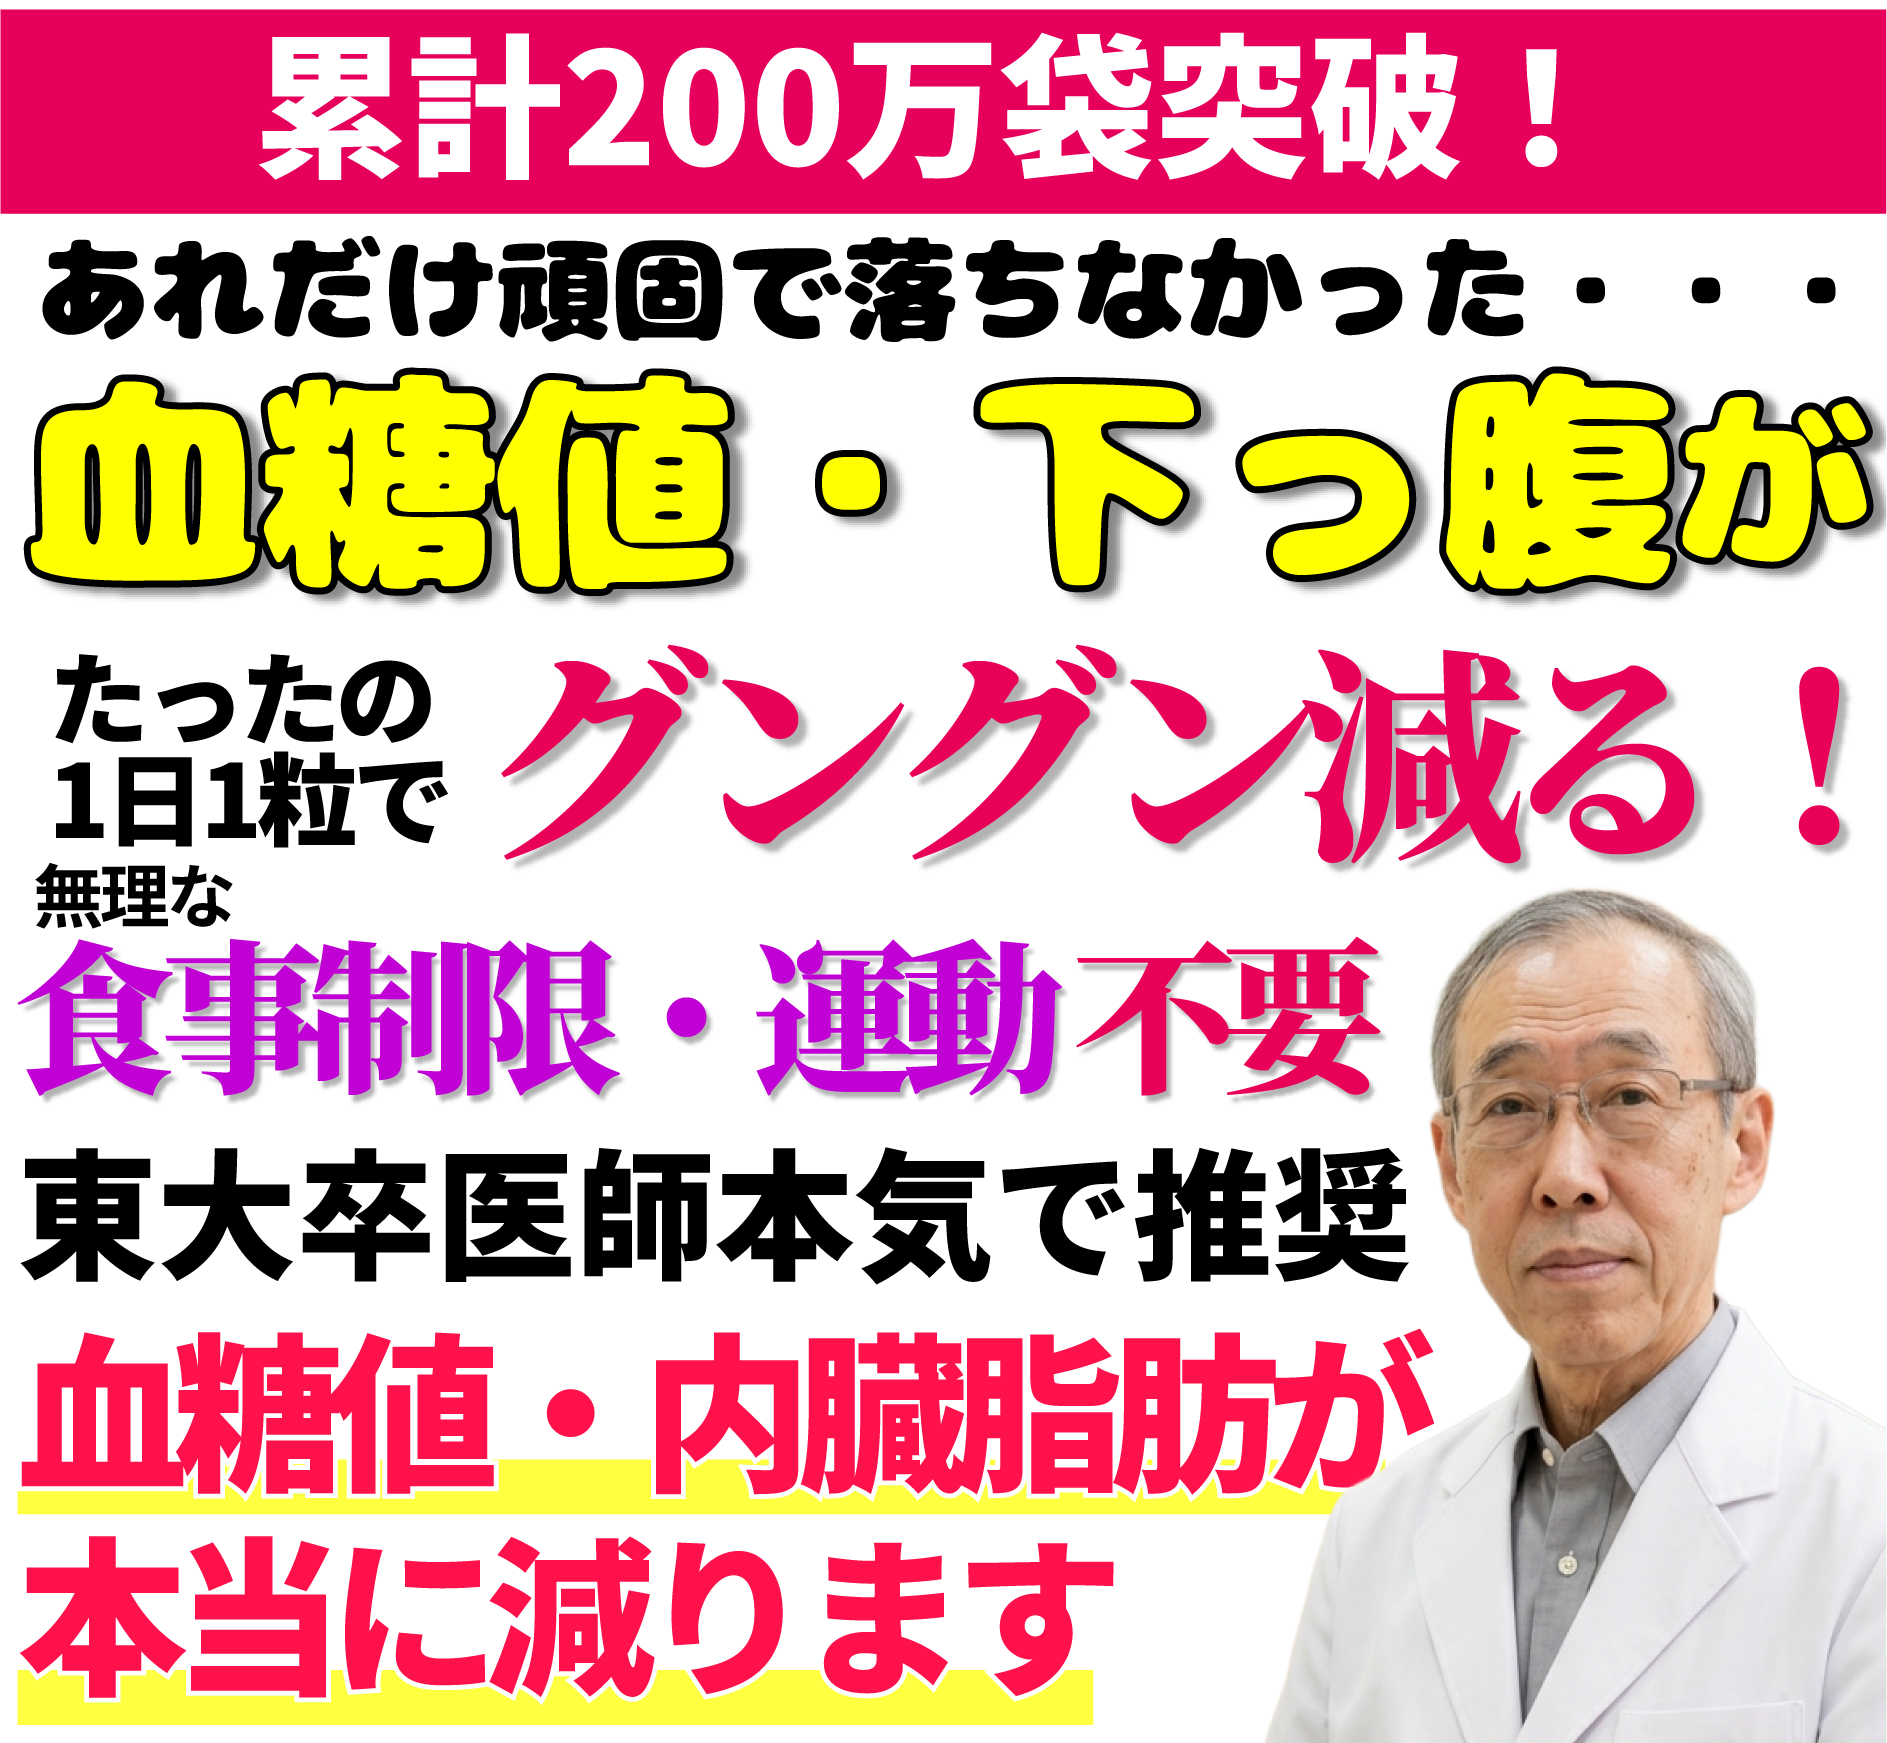 累計200万袋突破！
あれだけ頑固で落ちなかった・・・
血糖値・下っ腹が
たったの
1日1粒で
グングン減る！
無理な
食事制限・運動 不要
東大卒医師本気で推奨
血糖値・内臓脂肪が
本当に減ります